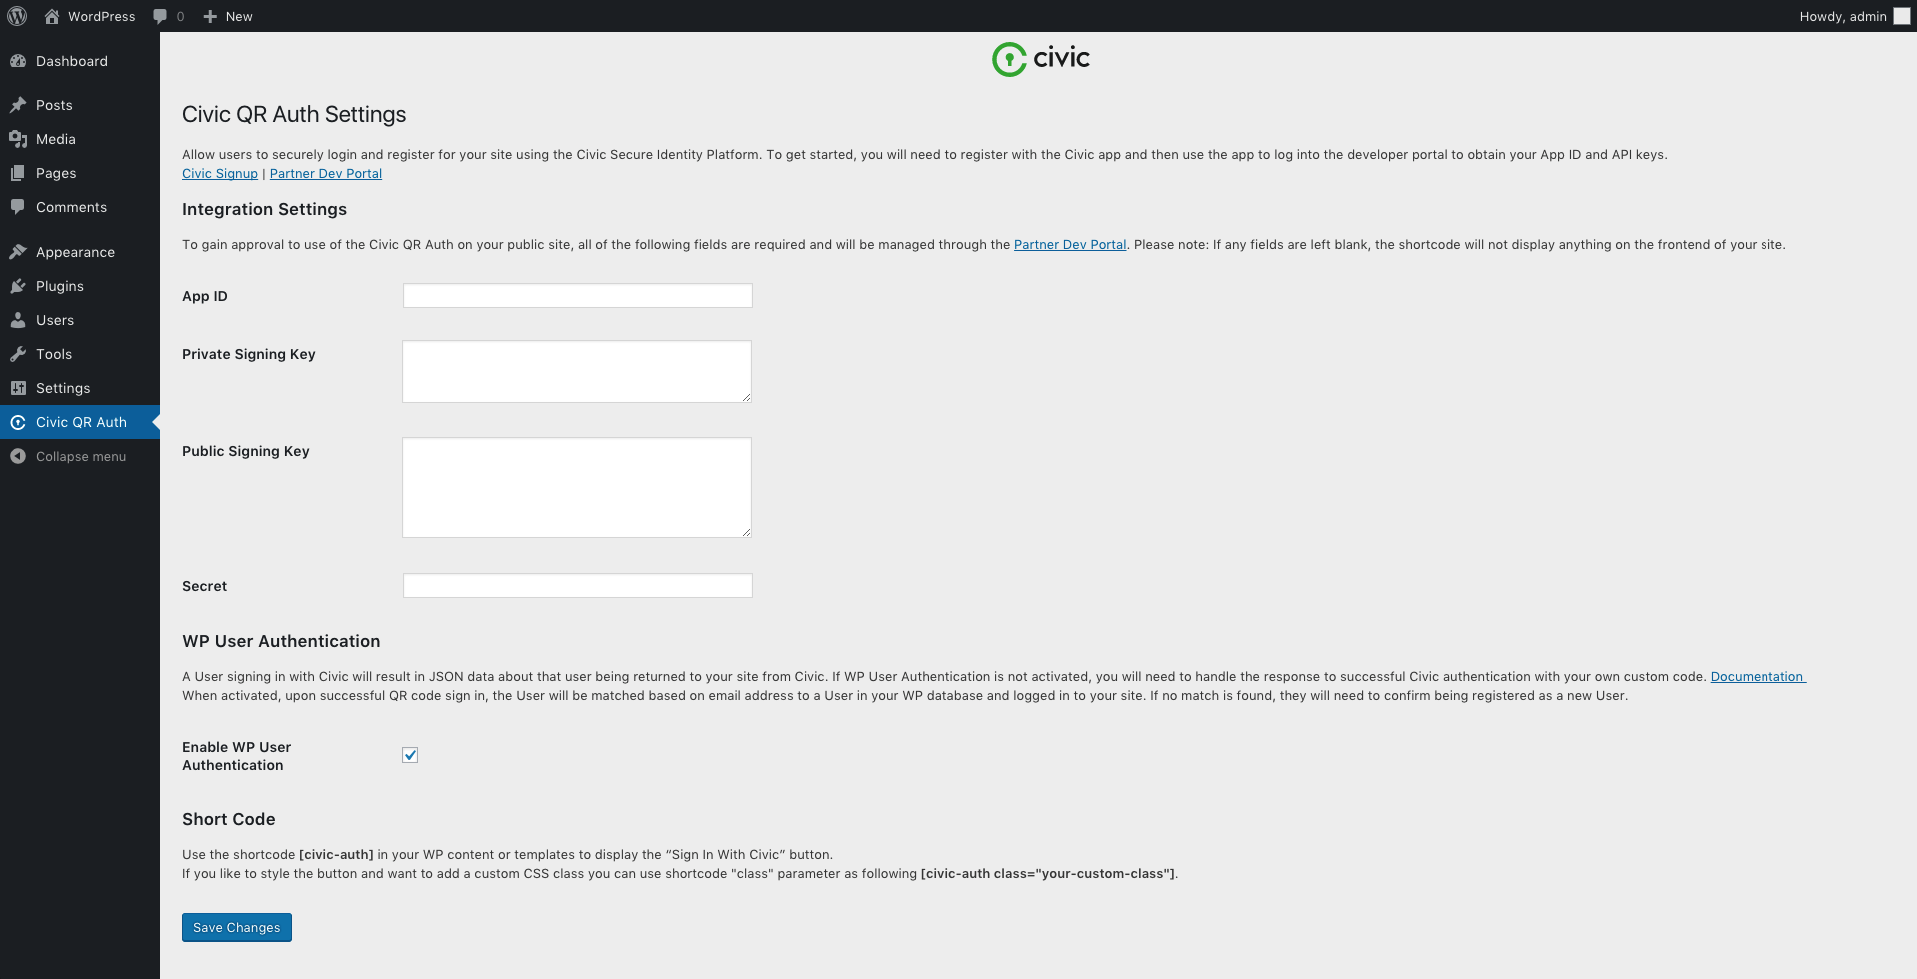 WordPress 0 New Howdy, admin
Dashboard
Posts
Media
Pages
Comments
Appearance
Plugins
Users
Tools
Settings
Civic QR Auth
Collapse menu
civic
Civic QR Auth Settings
Allow users to securely login and register for your site using the Civic Secure Identity Platform. To get started, you will need to register with the Civic app and then use the app to log into the developer portal to obtain your App ID and API keys.
Civic Signup | Partner Dev Portal
Integration Settings
To gain approval to use of the Civic QR Auth on your public site, all of the following fields are required and will be managed through the Partner Dev Portal. Please note: If any fields are left blank, the shortcode will not display anything on the frontend of your site.
App ID
Private Signing Key
Public Signing Key
Secret
WP User Authentication
A User signing in with Civic will result in JSON data about that user being returned to your site from Civic. If WP User Authentication is not activated, you will need to handle the response to successful Civic authentication with your own custom code. Documentation
When activated, upon successful QR code sign in, the User will be matched based on email address to a User in your WP database and logged in to your site. If no match is found, they will need to confirm being registered as a new User.
Enable WP User
Authentication
Short Code
Use the shortcode [civic-auth] in your WP content or templates to display the “Sign In With Civic” button.
If you like to style the button and want to add a custom CSS class you can use shortcode "class" parameter as following [civic-auth class="your-custom-class"].
Save Changes